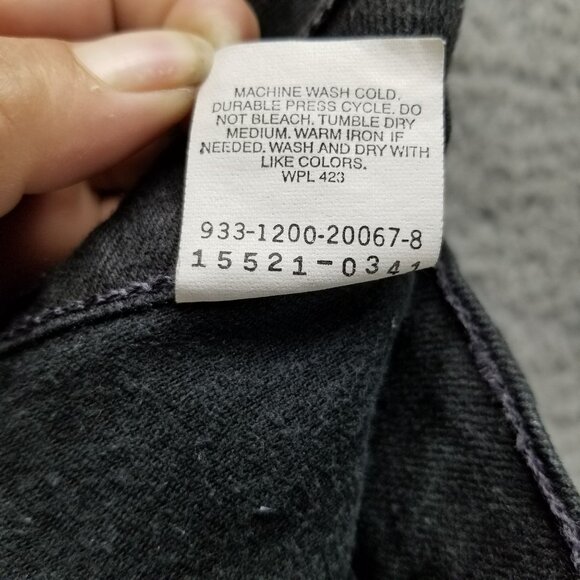 MACHINE WASH COLD,
DURABLE PRESS CYCLE. DO
NOT BLEACH. TUMBLE DRY
MEDIUM. WARM IRON IF
NEEDED. WASH AND DRY WITH
LIKE COLORS.
WPL 423
933-1200-20067-8
15521-0341